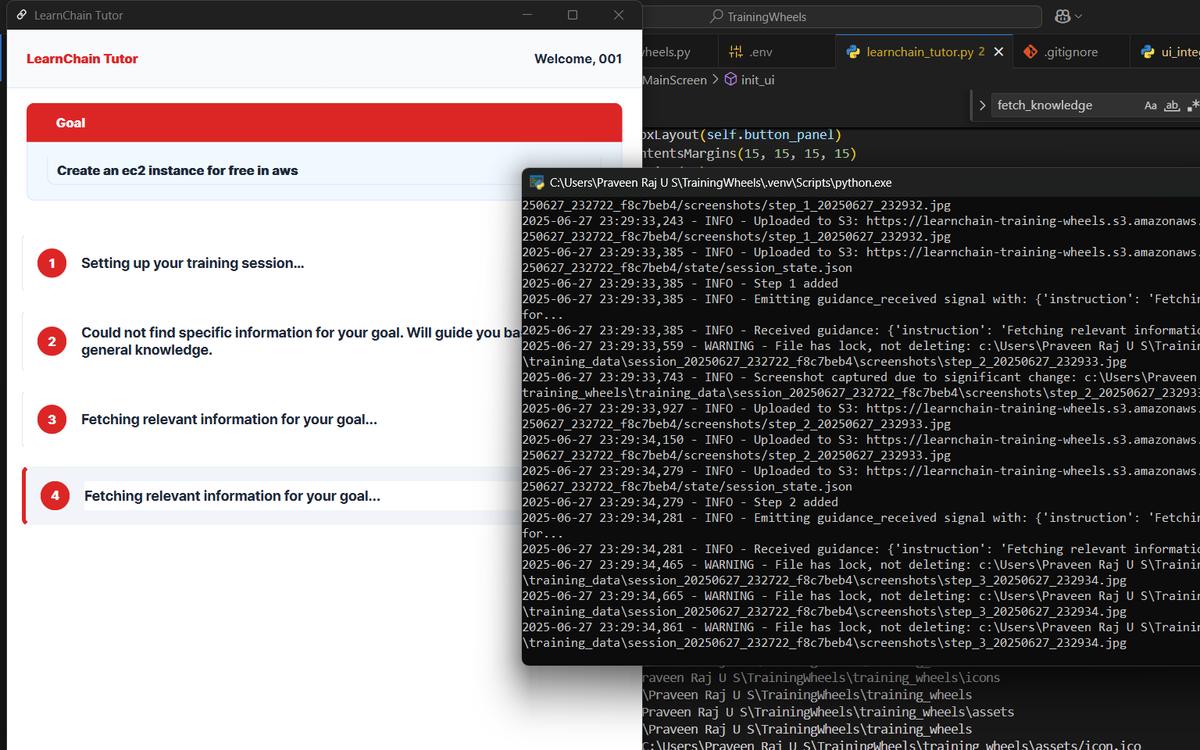 LearnChain Tutor
LearnChain Tutor
Welcome, 001
Goal
Create an ec2 instance for free in aws
1 Setting up your training session...
2 Could not find specific information for your goal. Will guide you
general knowledge.
3 Fetching relevant information for your goal...
4 Fetching relevant information for your goal...
TrainingWheels
.env
learnchain_tutor.py 2
.gitignore
MainScreen > init_ui
fetch_knowledge
Aa ab
(self.button_panel)
(15, 15, 15, 15)
C:\Users\Praveen Raj U S\TrainingWheels\.venv\Scripts\python.exe
250627_232722_f8c7beb4/screenshots/step_1_20250627_232932.jpg
2025-06-27 23:29:33,243 - INFO - Uploaded to S3: https://learnchain-training-wheels.s3.amazonaws.
250627_232722_f8c7beb4/screenshots/step_1_20250627_232932.jpg
2025-06-27 23:29:33,385 - INFO - Uploaded to S3: https://learnchain-training-wheels.s3.amazonaws.
250627_232722_f8c7beb4/state/session_state.json
2025-06-27 23:29:33,385 - INFO - Step 1 added
2025-06-27 23:29:33,385 - INFO - Emitting guidance_received signal with: {'instruction': 'Fetchi
for...
2025-06-27 23:29:33,385 - INFO - Received guidance: {'instruction': 'Fetching relevant informatic
2025-06-27 23:29:33,559 - WARNING - File has lock, not deleting: c:\Users\Praveen Raj U S\Traini
\training_data\session_20250627_232722_f8c7beb4\screenshots\step_2_20250627_232933.jpg
2025-06-27 23:29:33,743 - INFO - Screenshot captured due to significant change: c:\Users\Praveen
training_wheels\training_data\session_20250627_232722_f8c7beb4\screenshots\step_2_20250627_232933
2025-06-27 23:29:33,927 - INFO - Uploaded to S3: https://learnchain-training-wheels.s3.amazonaws.
250627_232722_f8c7beb4/screenshots/step_2_20250627_232933.jpg
2025-06-27 23:29:34,150 - INFO - Uploaded to S3: https://learnchain-training-wheels.s3.amazonaws.
250627_232722_f8c7beb4/screenshots/step_2_20250627_232933.jpg
2025-06-27 23:29:34,279 - INFO - Uploaded to S3: https://learnchain-training-wheels.s3.amazonaws.
250627_232722_f8c7beb4/state/session_state.json
2025-06-27 23:29:34,279 - INFO - Step 2 added
2025-06-27 23:29:34,281 - INFO - Emitting guidance_received signal with: {'instruction': 'Fetchi
for...
2025-06-27 23:29:34,281 - INFO - Received guidance: {'instruction': 'Fetching relevant informatic
2025-06-27 23:29:34,465 - WARNING - File has lock, not deleting: c:\Users\Praveen Raj U S\Traini
\training_data\session_20250627_232722_f8c7beb4\screenshots\step_3_20250627_232934.jpg
2025-06-27 23:29:34,665 - WARNING - File has lock, not deleting: c:\Users\Praveen Raj U S\Traini
\training_data\session_20250627_232722_f8c7beb4\screenshots\step_3_20250627_232934.jpg
2025-06-27 23:29:34,861 - WARNING - File has lock, not deleting: c:\Users\Praveen Raj U S\Traini
\training_data\session_20250627_232722_f8c7beb4\screenshots\step_3_20250627_232934.jpg
raveen Raj U S\TrainingWheels\training_wheels\icons
\Praveen Raj U S\TrainingWheels\training_wheels
Praveen Raj U S\TrainingWheels\training_wheels\assets
\Praveen Raj U S\TrainingWheels\training_wheels
C:\Users\Praveen Raj U S\TrainingWheels\training_wheels\assets/icon.ico